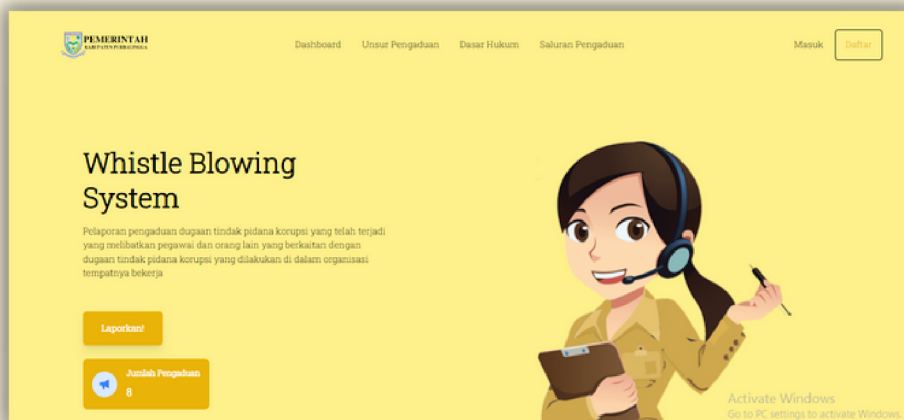 PEMERINTAH
KABUPATEN PURBALINGGA
Dashboard Unsur Pengaduan Dasar Hukum Saluran Pengaduan Masuk Daftar
Whistle Blowing
System
Pelaporan pengaduan dugaan tindak pidana korupsi yang telah terjadi
yang melibatkan pegawai dan orang lain yang berkaitan dengan
dugaan tindak pidana korupsi yang dilakukan di dalam organisasi
tempatnya bekerja
Laporkan!
Jumlah Pengaduan
8
Activate Windows
Go to PC settings to activate Windows.